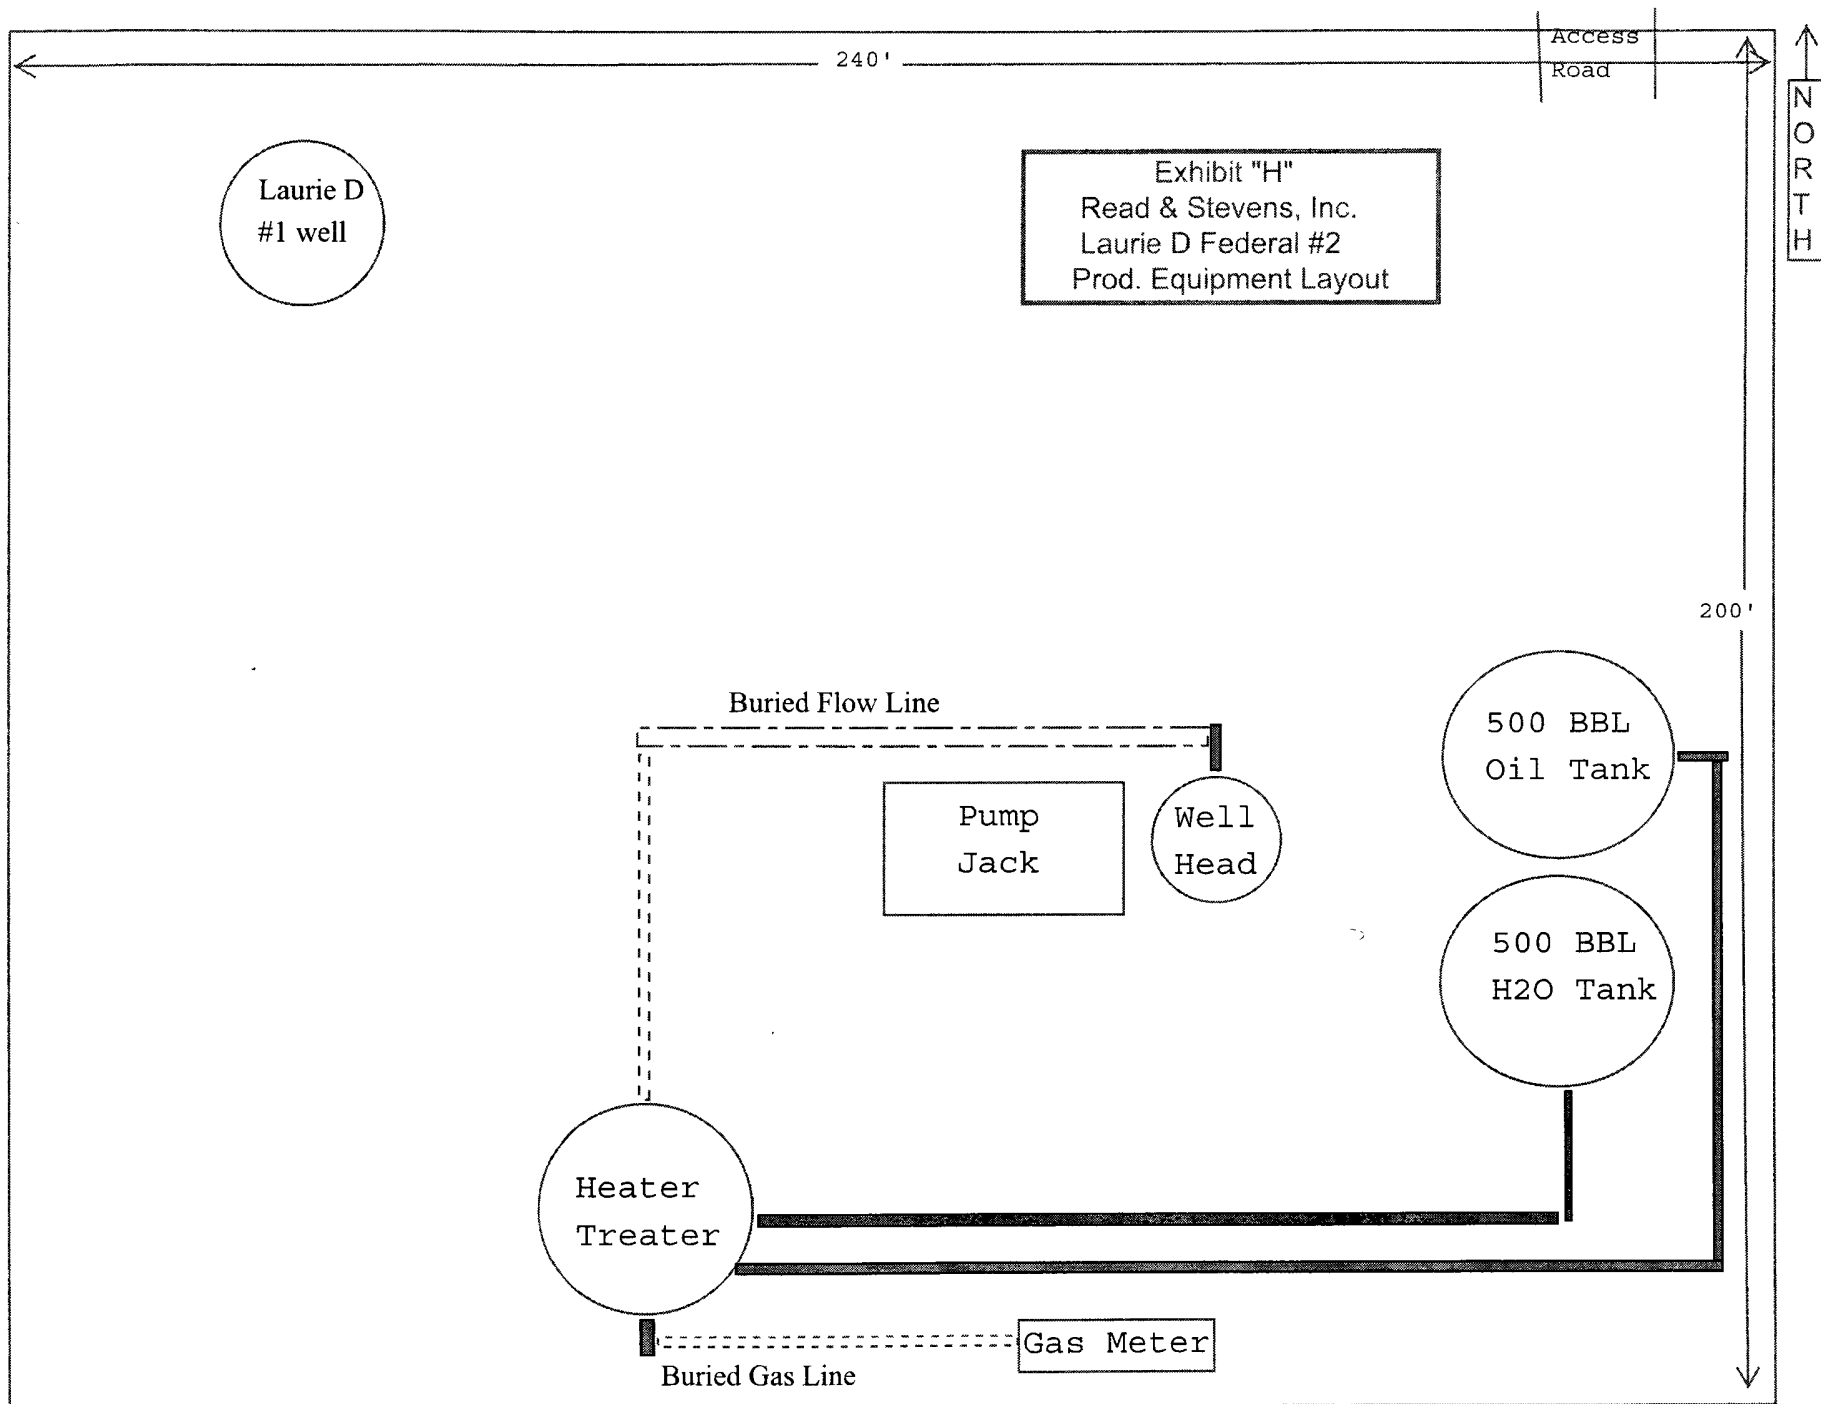 Access
Road
240'
NORTH
Laurie D
#1 well
Exhibit "H"
Read & Stevens, Inc.
Laurie D Federal #2
Prod. Equipment Layout
200'
Buried Flow Line
500 BBL
Oil Tank
Pump
Jack
Well
Head
500 BBL
H2O Tank
Heater
Treater
Gas Meter
Buried Gas Line